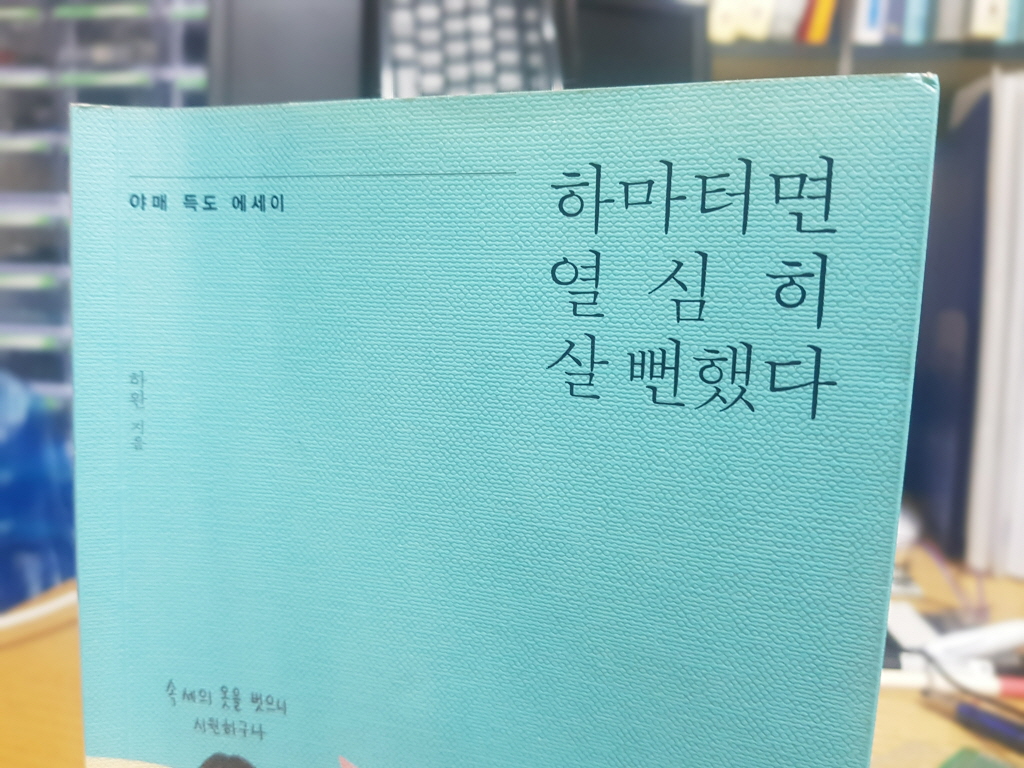 야매 득도 에세이
하마터면
열심히
살 뻔했다
하완 지음
속세의 옷을 벗으니
시원하구나